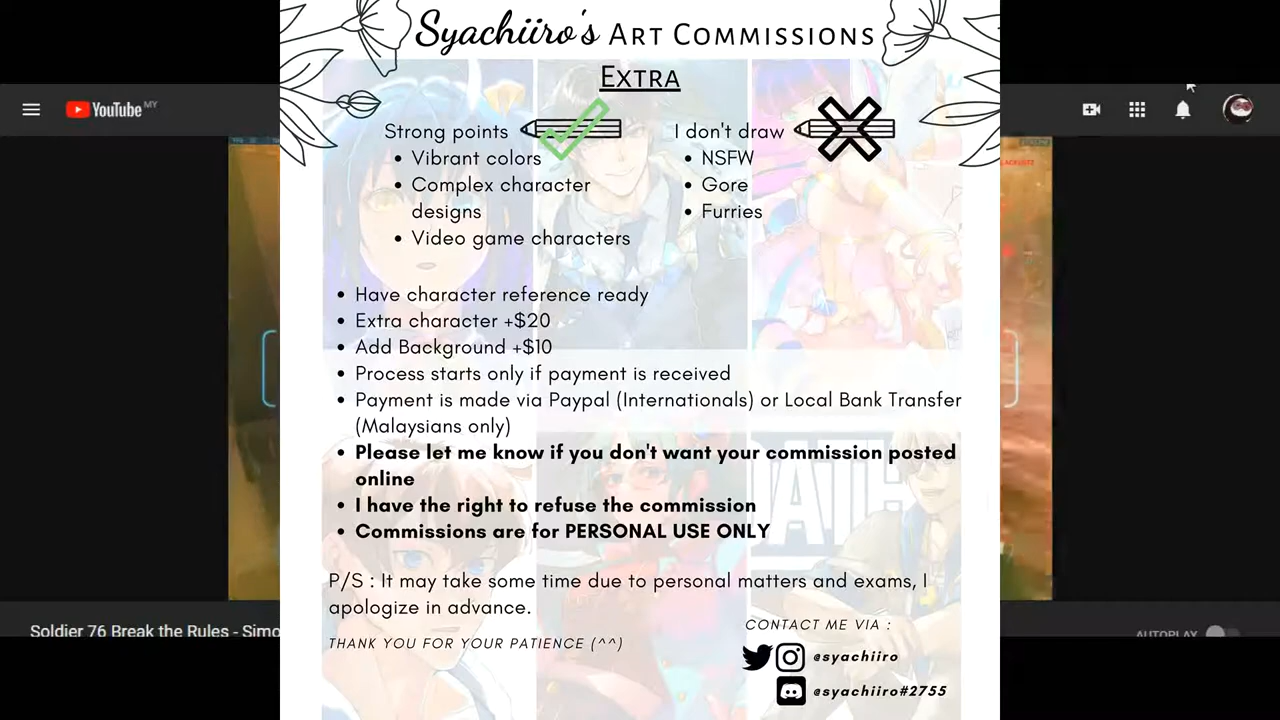 Syachiiro's ART COMMISSIONS
EXTRA
YouTube MY
Strong points
• Vibrant colors
• Complex character
designs
• Video game characters
I don't draw
• NSFW
• Gore
• Furries
• Have character reference ready
• Extra character +$20
• Add Background +$10
• Process starts only if payment is received
• Payment is made via Paypal (Internationals) or Local Bank Transfer
(Malaysians only)
• Please let me know if you don't want your commission posted
online
• I have the right to refuse the commission
• Commissions are for PERSONAL USE ONLY
P/S : It may take some time due to personal matters and exams, I
apologize in advance.
THANK YOU FOR YOUR PATIENCE (^^)
CONTACT ME VIA :
@syachiiro
@syachiiro#2755
Soldier 76 Break the Rules - Simo
AUTOPLAY